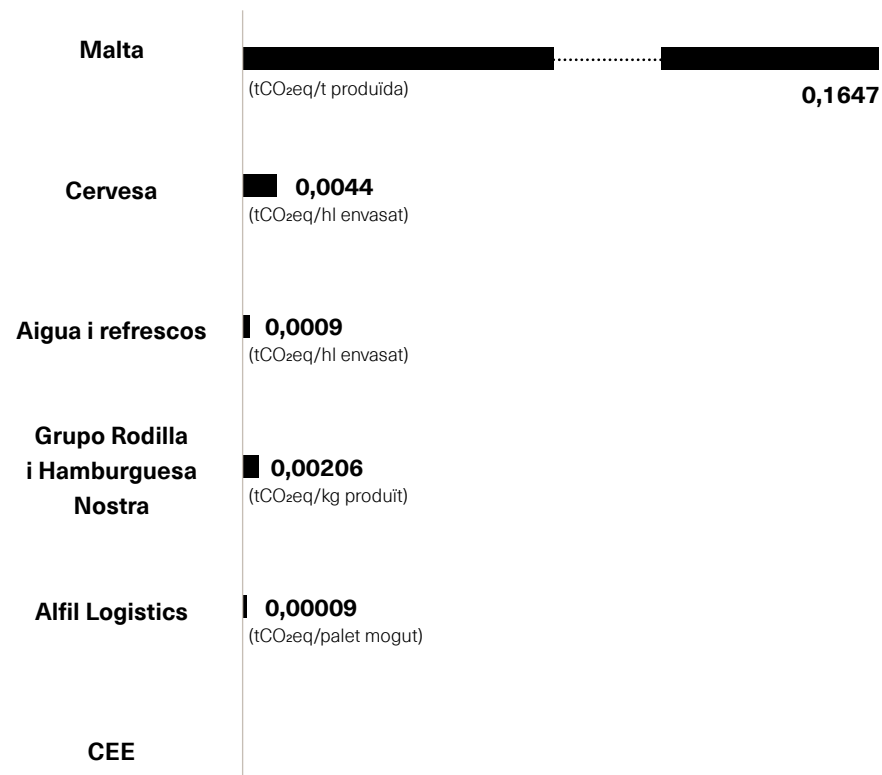 Malta
(tCO₂eq/t produïda)
0,1647
Cervesa
0,0044
(tCO₂eq/hl envasat)
Aigua i refrescos
0,0009
(tCO₂eq/hl envasat)
Grupo Rodilla
i Hamburguesa
Nostra
0,00206
(tCO₂eq/kg produït)
Alfil Logistics
0,00009
(tCO₂eq/palet mogut)
CEE